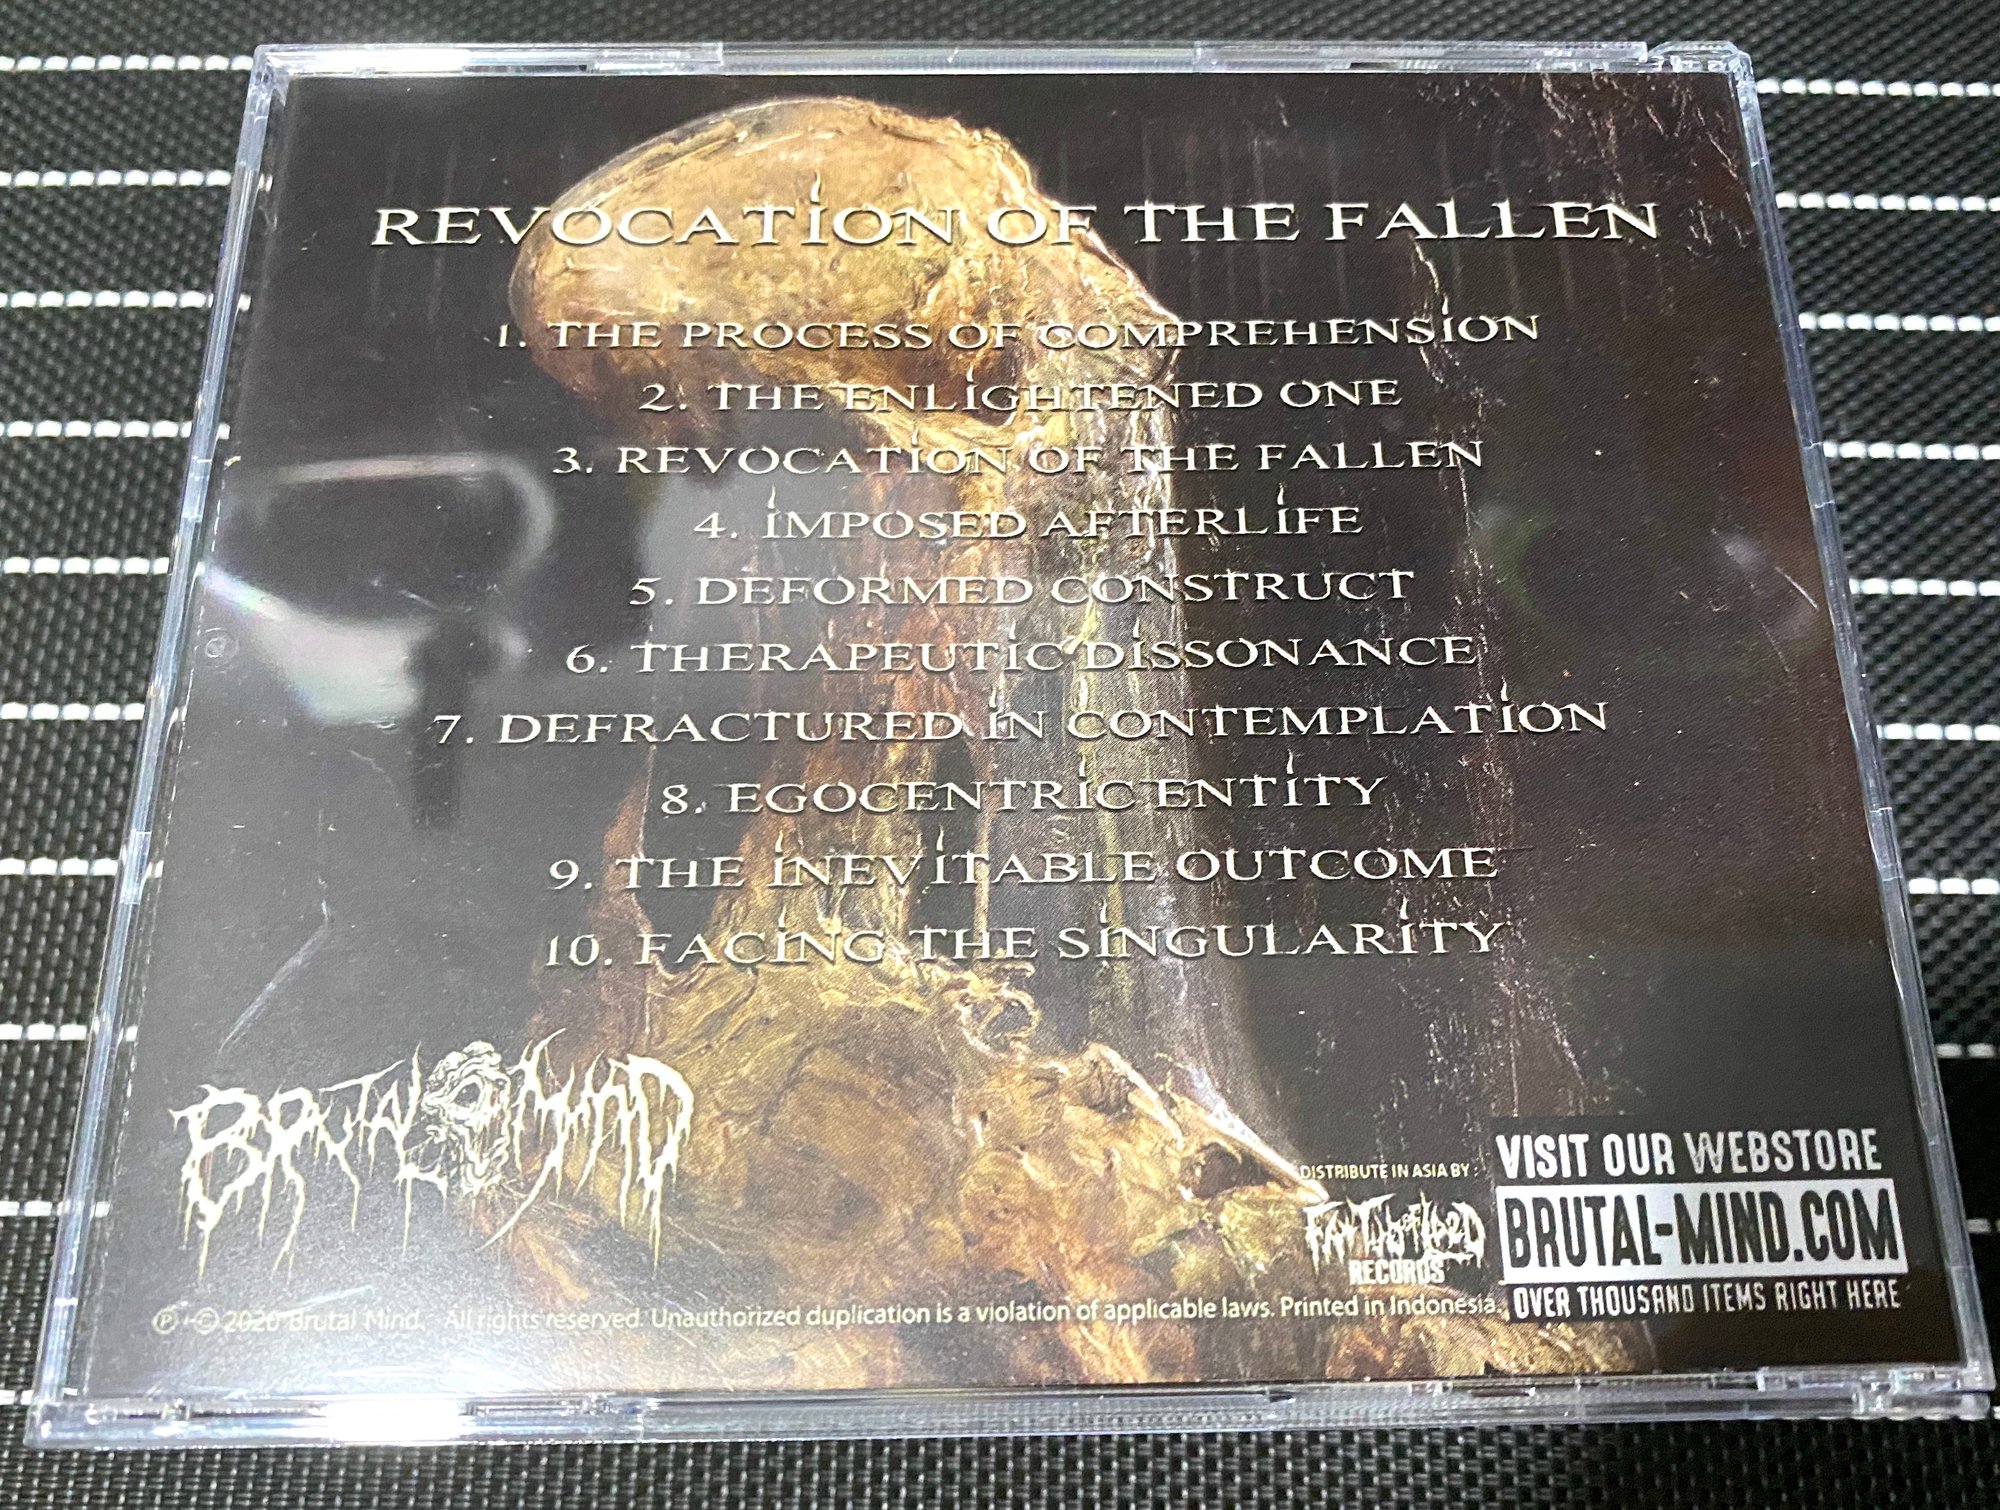 REVOCATION OF THE FALLEN
1. THE PROCESS OF COMPREHENSION
2. THE ENLIGHTENED ONE
3. REVOCATION OF THE FALLEN
4. IMPOSED AFTERLIFE
5. DEFORMED CONSTRUCT
6. THERAPEUTIC DISSONANCE
7. DEFRACTURED IN CONTEMPLATION
8. EGOCENTRIC ENTITY
9. THE INEVITABLE OUTCOME
10. FACING THE SINGULARITY
BRUTAL MIND
DISTRIBUTE IN ASIA BY :
RECORDS
VISIT OUR WEBSTORE
BRUTAL-MIND.COM
OVER THOUSAND ITEMS RIGHT HERE
℗ · © 2020 Brutal Mind. All rights reserved. Unauthorized duplication is a violation of applicable laws. Printed in Indonesia.